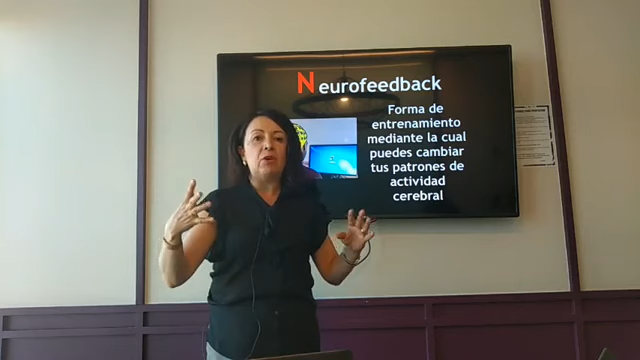 Neurofeedback
Forma de
entrenamiento
mediante la cual
puedes cambiar
tus patrones de
actividad
cerebral